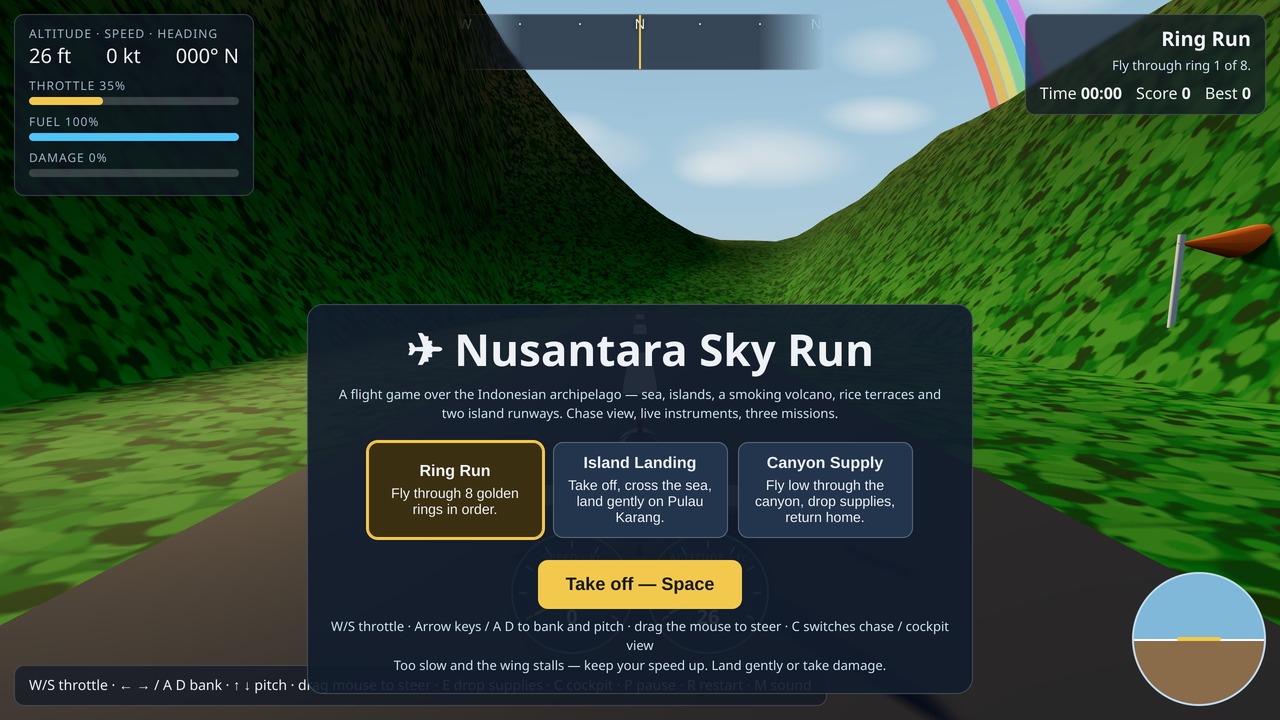 ALTITUDE · SPEED · HEADING
26 ft 0 kt 000° N
THROTTLE 35%
FUEL 100%
DAMAGE 0%
W · · N · · N
Ring Run
Fly through ring 1 of 8.
Time 00:00 Score 0 Best 0
✈ Nusantara Sky Run
A flight game over the Indonesian archipelago — sea, islands, a smoking volcano, rice terraces and
two island runways. Chase view, live instruments, three missions.
Ring Run
Fly through 8 golden
rings in order.
Island Landing
Take off, cross the sea,
land gently on Pulau
Karang.
Canyon Supply
Fly low through the
canyon, drop supplies,
return home.
Take off — Space
0 26
W/S throttle · Arrow keys / A D to bank and pitch · drag the mouse to steer · C switches chase / cockpit
view
Too slow and the wing stalls — keep your speed up. Land gently or take damage.
W/S throttle · ← → / A D bank · ↑ ↓ pitch · drag mouse to steer · E drop supplies · C cockpit · P pause · R restart · M sound